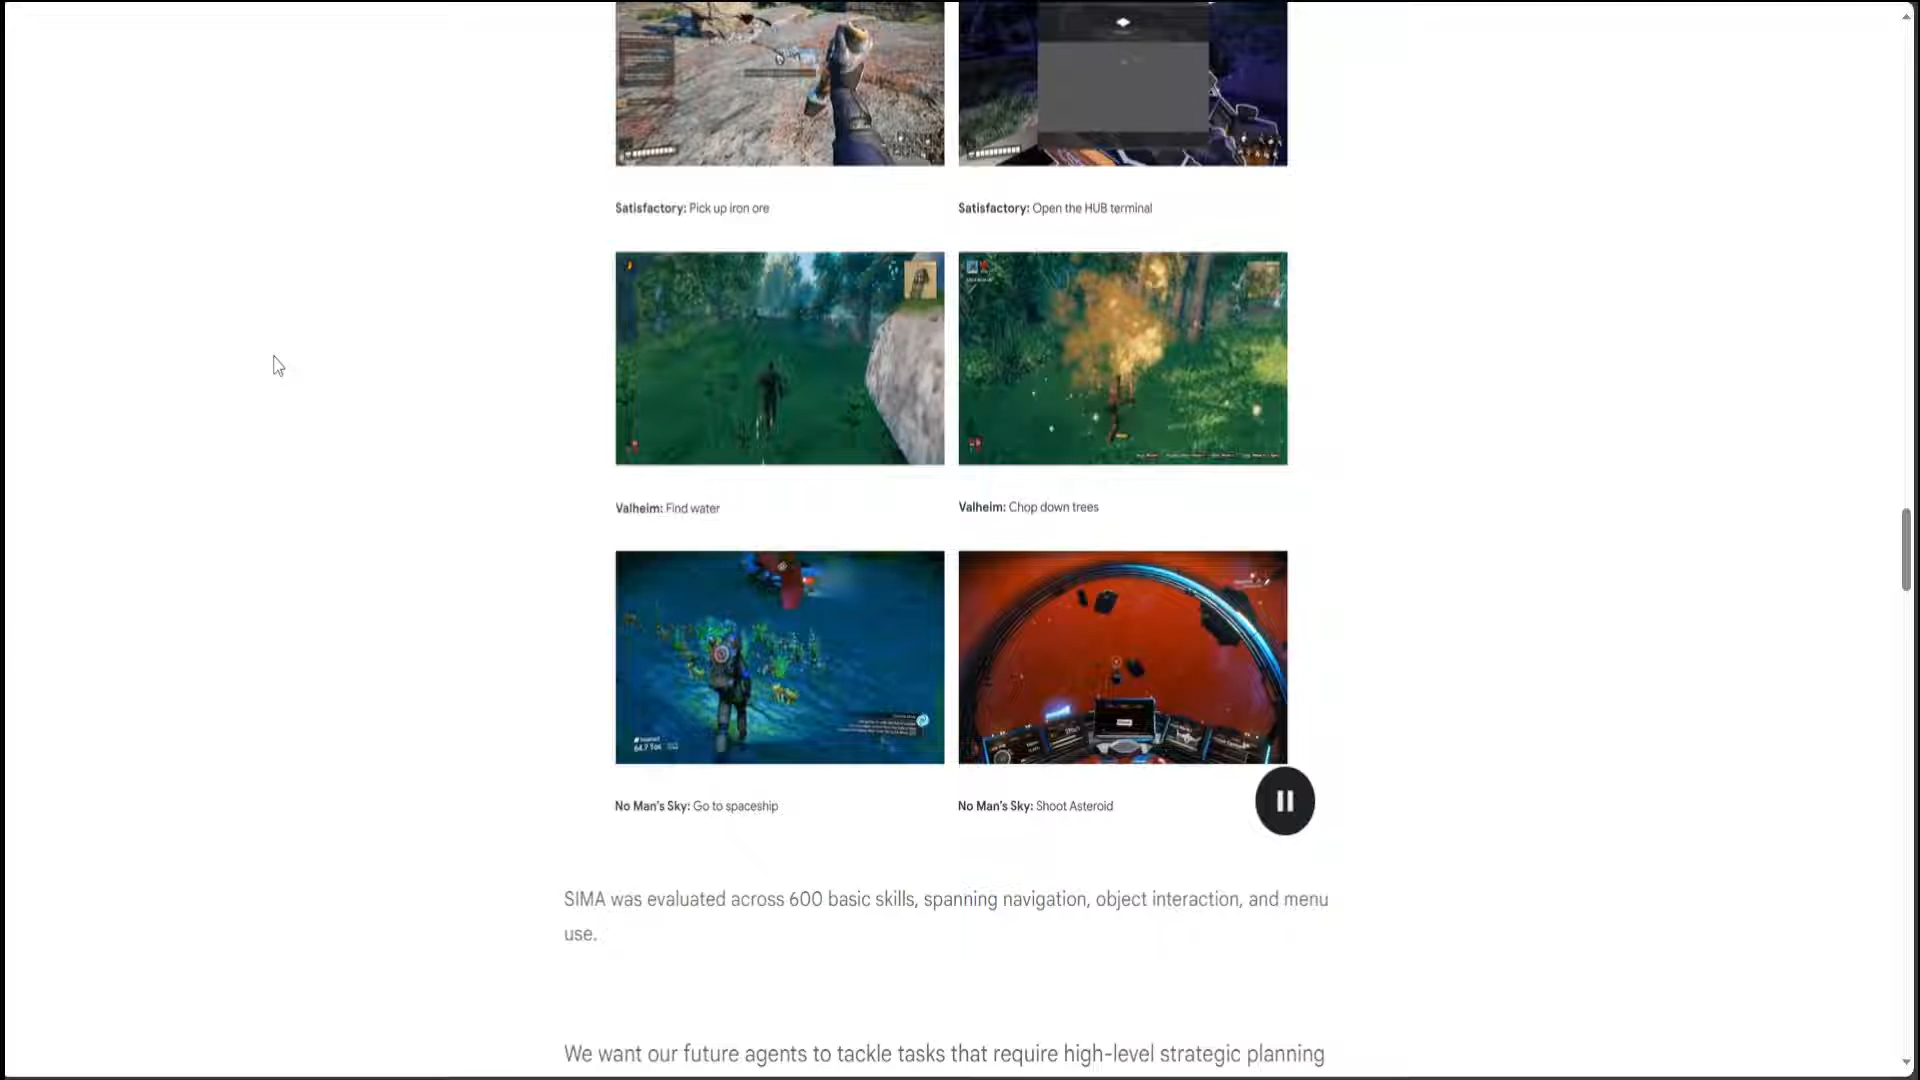 Satisfactory: Pick up iron ore
Satisfactory: Open the HUB terminal
Valheim: Find water
Valheim: Chop down trees
No Man's Sky: Go to spaceship
No Man's Sky: Shoot Asteroid
SIMA was evaluated across 600 basic skills, spanning navigation, object interaction, and menu
use.
We want our future agents to tackle tasks that require high-level strategic planning